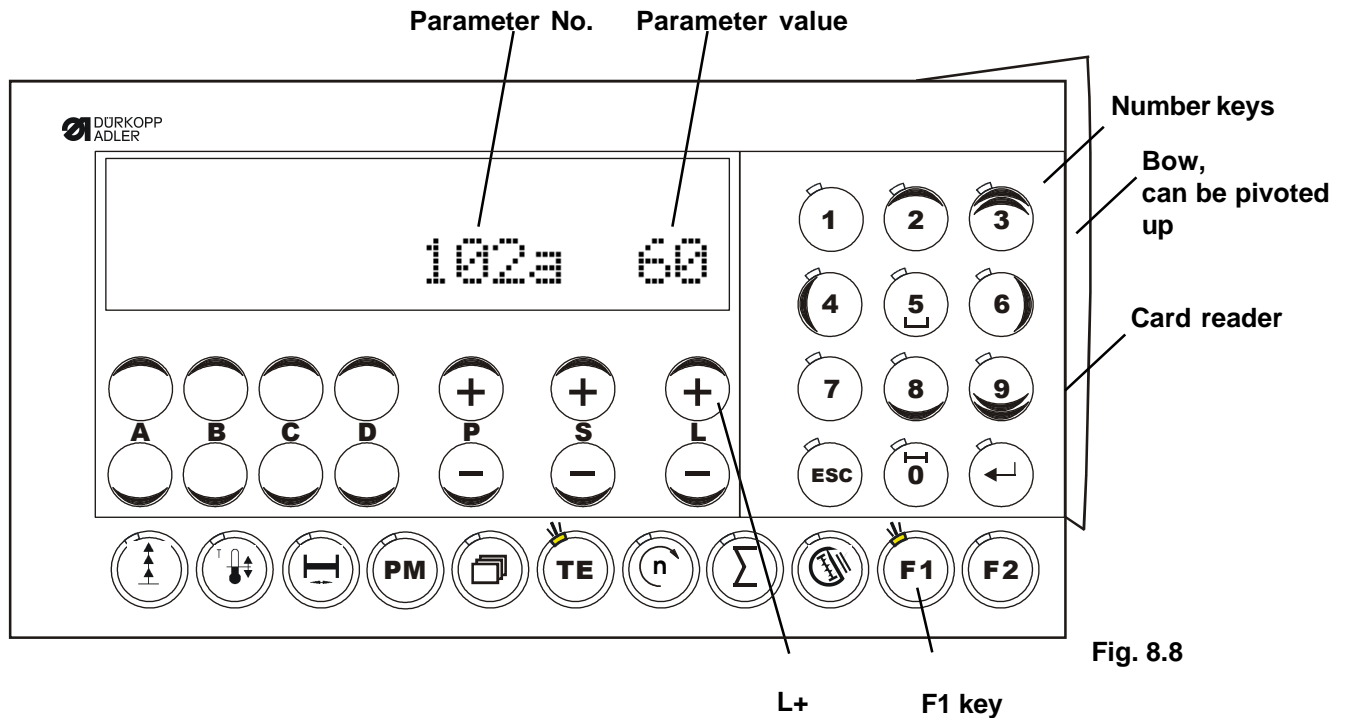 Parameter No. Parameter value
DÜRKOPP
ADLER
Number keys
Bow,
can be pivoted
up
102a 60
1 2 3
4 5 6
Card reader
+ + +
7 8 9
A B C D P S L
- - -
ESC 0
T
PM TE n Σ F1 F2
Fig. 8.8
L+ F1 key